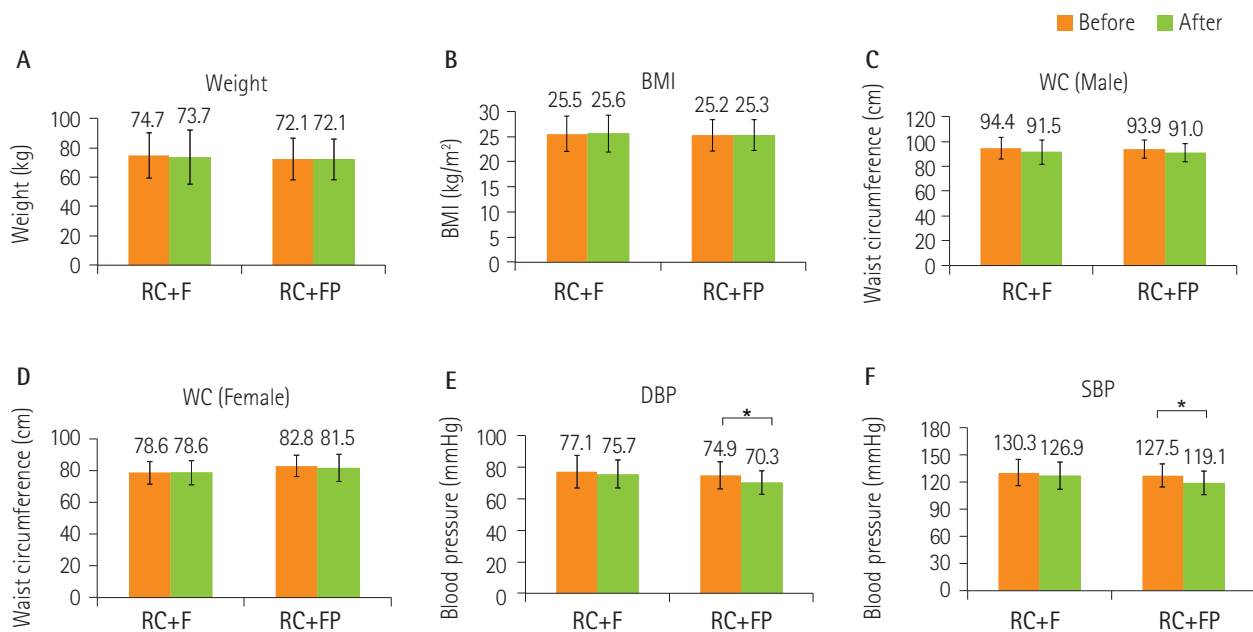 Before After
A
Weight
Weight (kg)
100
80
60
40
20
0
74.7 73.7 72.1 72.1
RC+F RC+FP
B
BMI
BMI (kg/m²)
30
25
20
15
10
5
0
25.5 25.6 25.2 25.3
RC+F RC+FP
C
WC (Male)
Waist circumference (cm)
120
100
80
60
40
20
0
94.4 91.5 93.9 91.0
RC+F RC+FP
D
WC (Female)
Waist circumference (cm)
100
80
60
40
20
0
78.6 78.6 82.8 81.5
RC+F RC+FP
E
DBP
Blood pressure (mmHg)
100
80
60
40
20
0
*
77.1 75.7 74.9 70.3
RC+F RC+FP
F
SBP
Blood pressure (mmHg)
180
150
120
90
60
30
0
*
130.3 126.9 127.5 119.1
RC+F RC+FP